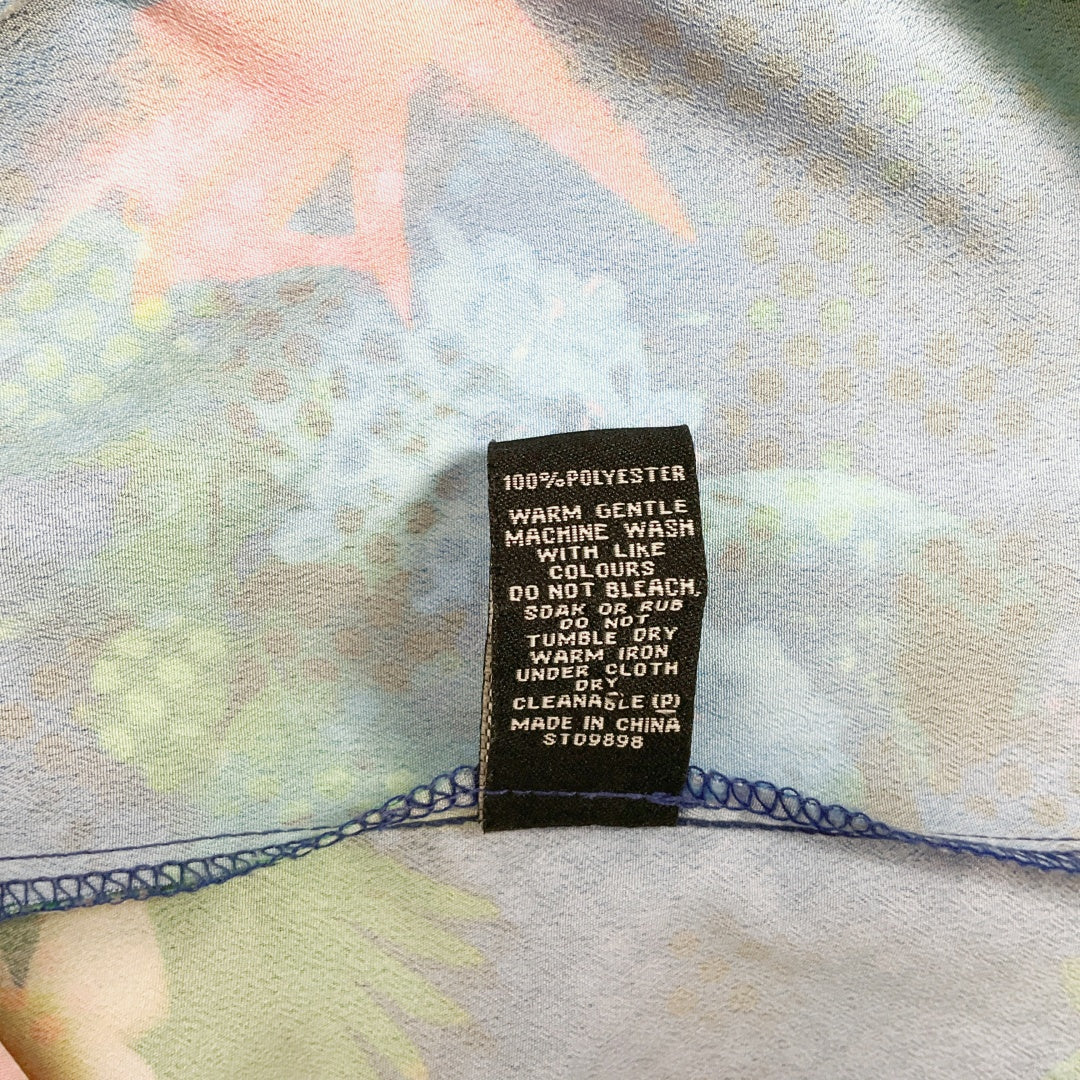 100%POLYESTER
WARM GENTLE
MACHINE WASH
WITH LIKE
COLOURS
DO NOT BLEACH,
SOAK OR RUB
DO NOT
TUMBLE DRY
WARM IRON
UNDER CLOTH
DRY
CLEANABLE (P)
MADE IN CHINA
STD9898